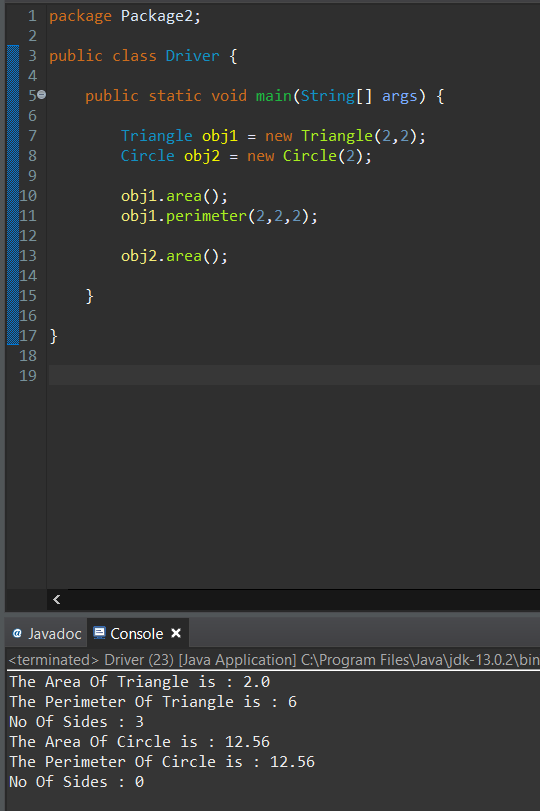 1 package Package2;
2
3 public class Driver {
4
5 public static void main(String[] args) {
6
7 Triangle obj1 = new Triangle(2,2);
8 Circle obj2 = new Circle(2);
9
10 obj1.area();
11 obj1.perimeter(2,2,2);
12
13 obj2.area();
14
15 }
16
17 }
18
19
@ Javadoc Console
<terminated> Driver (23) [Java Application] C:\Program Files\Java\jdk-13.0.2\bin
The Area Of Triangle is : 2.0
The Perimeter Of Triangle is : 6
No Of Sides : 3
The Area Of Circle is : 12.56
The Perimeter Of Circle is : 12.56
No Of Sides : 0